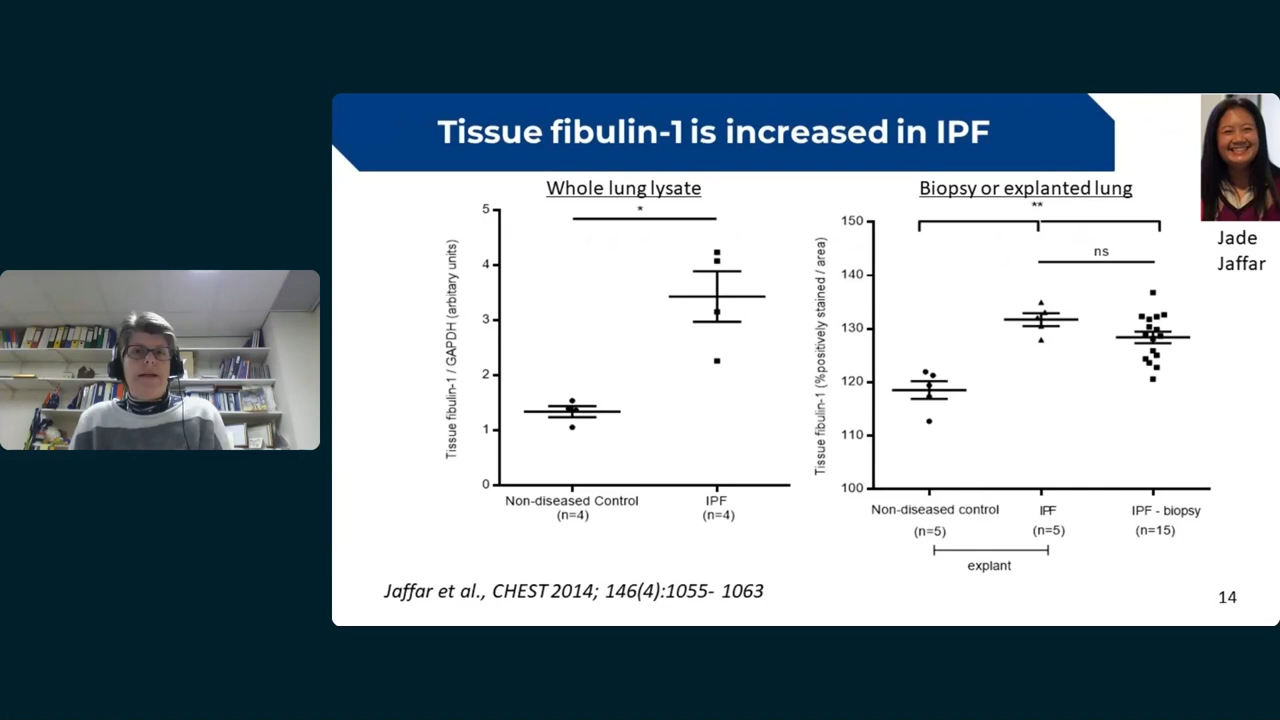 Tissue fibulin-1 is increased in IPF
Whole lung lysate
*
5
4
3
2
1
0
Tissue fibulin-1 / GAPDH (arbitary units)
Non-diseased Control
(n=4)
IPF
(n=4)
Biopsy or explanted lung
**
ns
150
140
130
120
110
100
Tissue fibulin-1 (%positively stained / area)
Non-diseased control
(n=5)
IPF
(n=5)
IPF - biopsy
(n=15)
explant
Jade
Jaffar
Jaffar et al., CHEST 2014; 146(4):1055- 1063
14